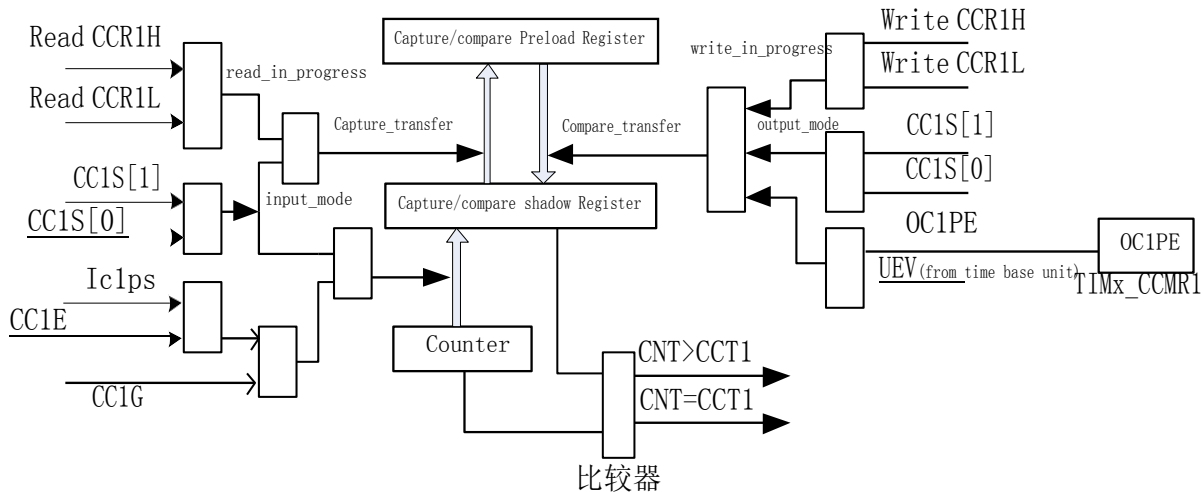 Read CCR1H
Read CCR1L
read_in_progress
Capture/compare Preload Register
write_in_progress
Write CCR1H
Write CCR1L
Capture_transfer
Compare_transfer
output_mode
CC1S[1]
CC1S[0]
CC1S[1]
CC1S[0]
input_mode
Capture/compare shadow Register
OC1PE
UEV(from time base unit)
OC1PE
TIMx_CCMR1
Ic1ps
CC1E
CC1G
Counter
CNT>CCT1
CNT=CCT1
比较器